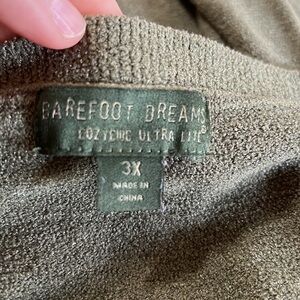 BAREFOOT DREAMS
COZYCHIC ULTRA LITE®
3X
MADE IN
CHINA